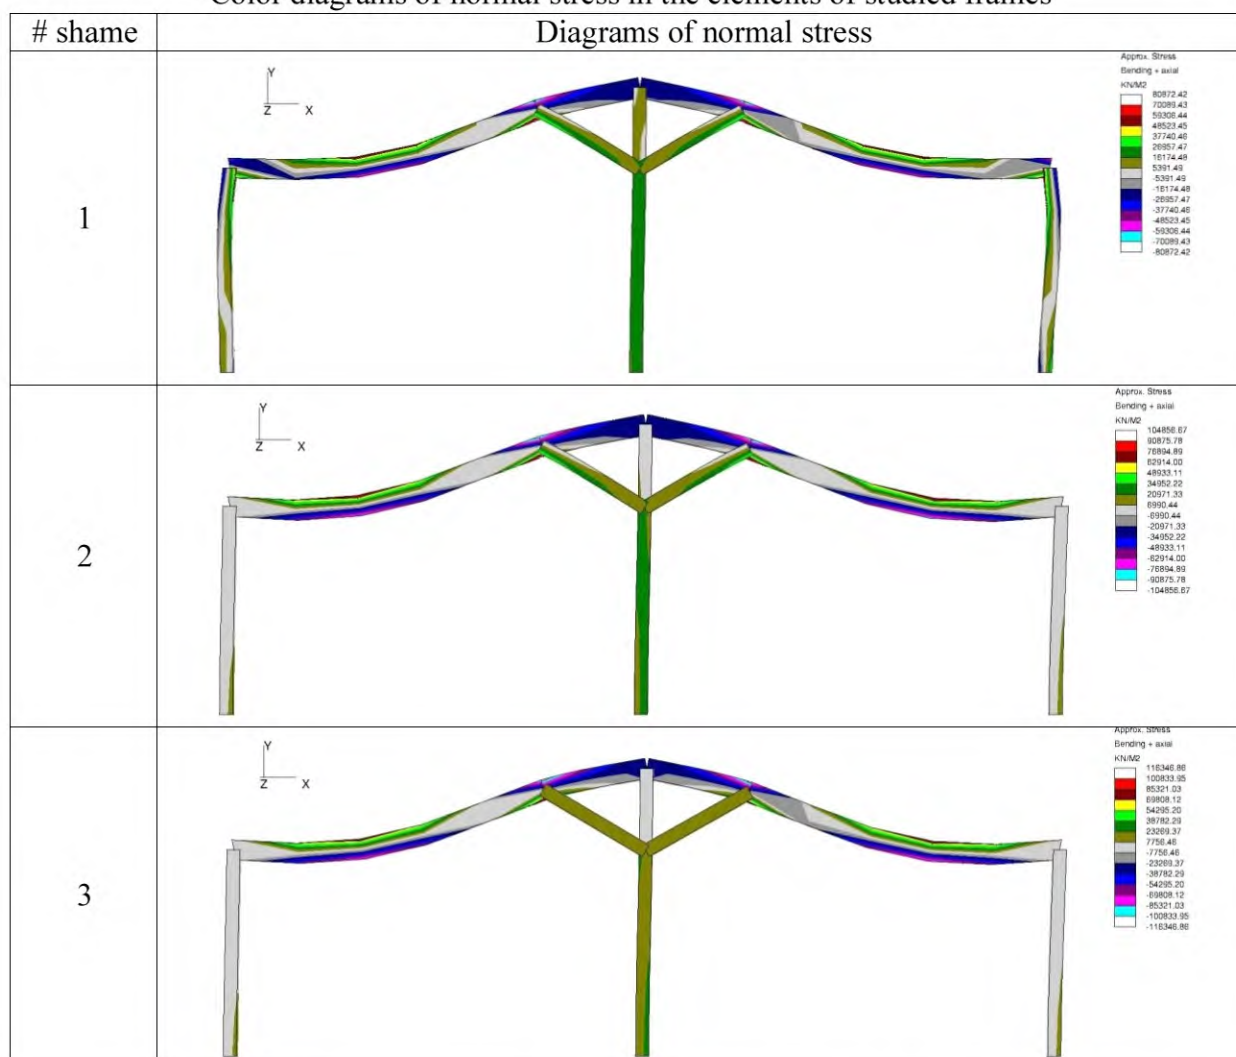 Color diagrams of normal stress in the elements of studied frames
# shame
Diagrams of normal stress
1
Y
Z X
Approx. Stress
Bending + axial
KN/M2
80872.42
70089.43
59306.44
48523.45
37740.46
26957.47
16174.48
5391.49
-5391.49
-16174.48
-26957.47
-37740.46
-48523.45
-59306.44
-70089.43
-80872.42
2
Y
Z X
Approx. Stress
Bending + axial
KN/M2
104856.67
90875.78
76894.89
62914.00
48933.11
34952.22
20971.33
6990.44
-6990.44
-20971.33
-34952.22
-48933.11
-62914.00
-76894.89
-90875.78
-104856.67
3
Y
Z X
Approx. Stress
Bending + axial
KN/M2
116346.86
100833.95
85321.03
69808.12
54295.20
38782.29
23269.37
7756.46
-7756.46
-23269.37
-38782.29
-54295.20
-69808.12
-85321.03
-100833.95
-116346.86